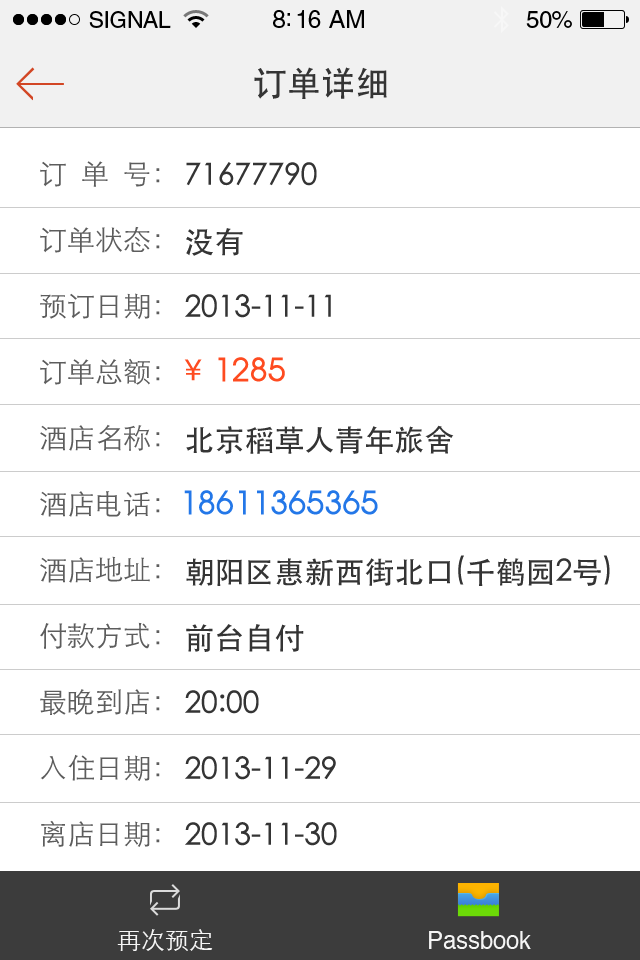 SIGNAL 8:16 AM 50%
订单详细
订 单 号: 71677790
订单状态: 没有
预订日期: 2013-11-11
订单总额: ¥ 1285
酒店名称: 北京稻草人青年旅舍
酒店电话: 18611365365
酒店地址: 朝阳区惠新西街北口(千鹤园2号)
付款方式: 前台自付
最晚到店: 20:00
入住日期: 2013-11-29
离店日期: 2013-11-30
再次预定 Passbook